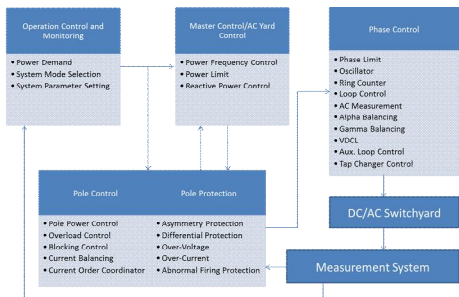 Operation Control and
Monitoring
• Power Demand
• System Mode Selection
• System Parameter Setting
Master Control/AC Yard
Control
• Power Frequency Control
• Power Limit
• Reactive Power Control
Phase Control
• Phase Limit
• Oscillator
• Ring Counter
• Loop Control
• AC Measurement
• Alpha Balancing
• Gamma Balancing
• VDCL
• Aux. Loop Control
• Tap Changer Control
Pole Control
• Pole Power Control
• Overload Control
• Blocking Control
• Current Balancing
• Current Order Coordinator
Pole Protection
• Asymmetry Protection
• Differential Protection
• Over-Voltage
• Over-Current
• Abnormal Firing Protection
DC/AC Switchyard
Measurement System